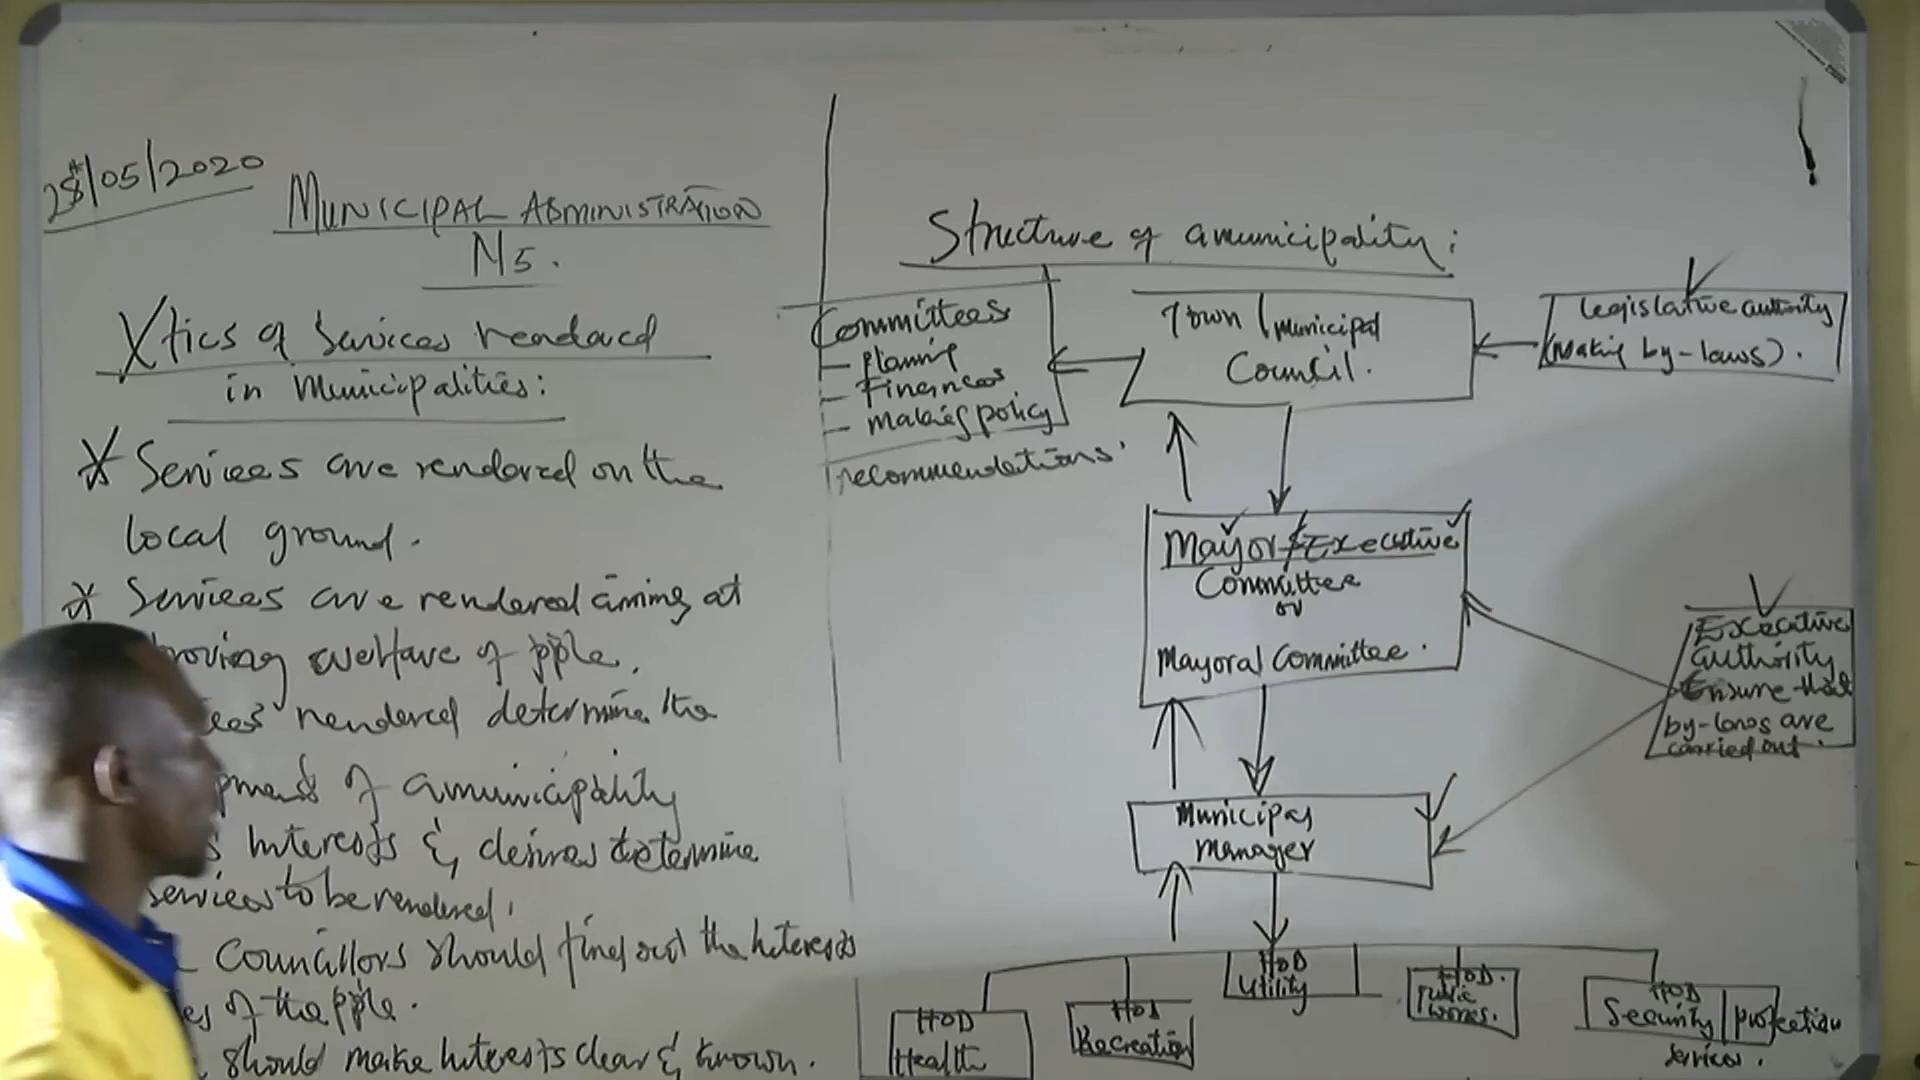 28th/05/2020
MUNICIPAL ADMINISTRATION
N5.
Xtics of Services rendered
in Municipalities:
* Services are rendered on the
local ground.
* Services are rendered aiming at
welfare of pple.
rendered determine the
of a municipality
Interests & desires determine
services to be rendered.
Councillors should find out the interests
of the pple.
should make interests clear & known.
Structure of a municipality:
Committees
- Planning
- Finances
- Makes policy
recommendations.
Town / Municipal
Council.
Legislative authority
(Making by-laws).
Mayor / Executive
Committee
or
Mayoral Committee.
Executive
authority
Ensure that
by-laws are
carried out.
Municipal
Manager
HOD
Health
HOD
Recreation
HOD
Utility
HOD.
Public
Works.
HOD
Security / protection
services.